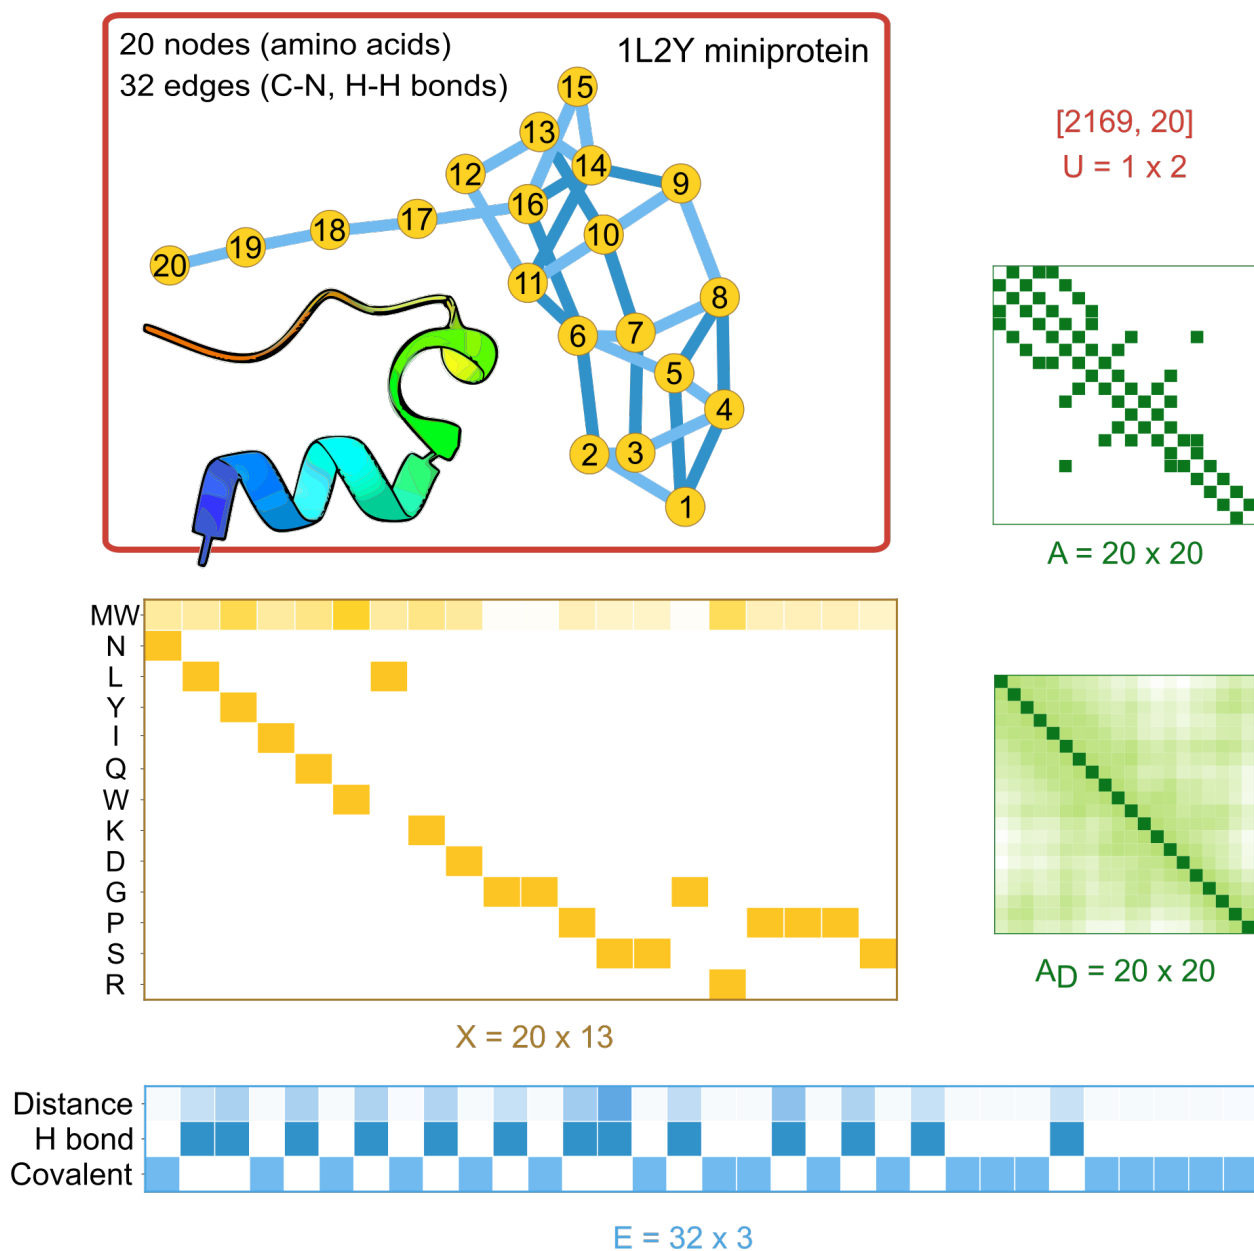 20 nodes (amino acids)
32 edges (C-N, H-H bonds)
1L2Y miniprotein
15
13
14
12
9
16
17
18
10
19
20
11
8
7
6
5
4
2
3
1
[2169, 20]
U = 1 x 2
A = 20 x 20
MW
N
L
Y
I
Q
W
K
D
G
P
S
R
X = 20 x 13
AD = 20 x 20
Distance
H bond
Covalent
E = 32 x 3